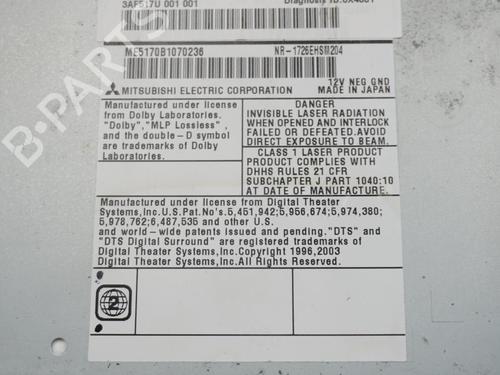 3AF517U 001 001
ME5170B1070236 NR-1726EHSM204
12V NEG GND
MITSUBISHI ELECTRIC CORPORATION MADE IN JAPAN
Manufactured under license
from Dolby Laboratories.
"Dolby","MLP Lossless",
and the double-D symbol
are trademarks of Dolby
Laboratories.
DANGER
INVISIBLE LASER RADIATION
WHEN OPENED AND INTERLOCK
FAILED OR DEFEATED.AVOID
DIRECT EXPOSURE TO BEAM.
CLASS 1 LASER PRODUCT
PRODUCT COMPLIES WITH
DHHS RULES 21 CFR
SUBCHAPTER J PART 1040:10
AT DATE OF MANUFACTURE.
Manufactured under license from Digital Theater
Systems,Inc.U.S.Pat.No's.5,451,942;5,956,674;5,974,380;
5,978,762;6,487,535 and other U.S.
and world-wide patents issued and pending."DTS" and
"DTS Digital Surround" are registered trademarks of
Digital Theater Systems,Inc.Copyright 1996,2003
Digital Theater Systems,Inc.All Rights Reserved.
2
B-PARTS